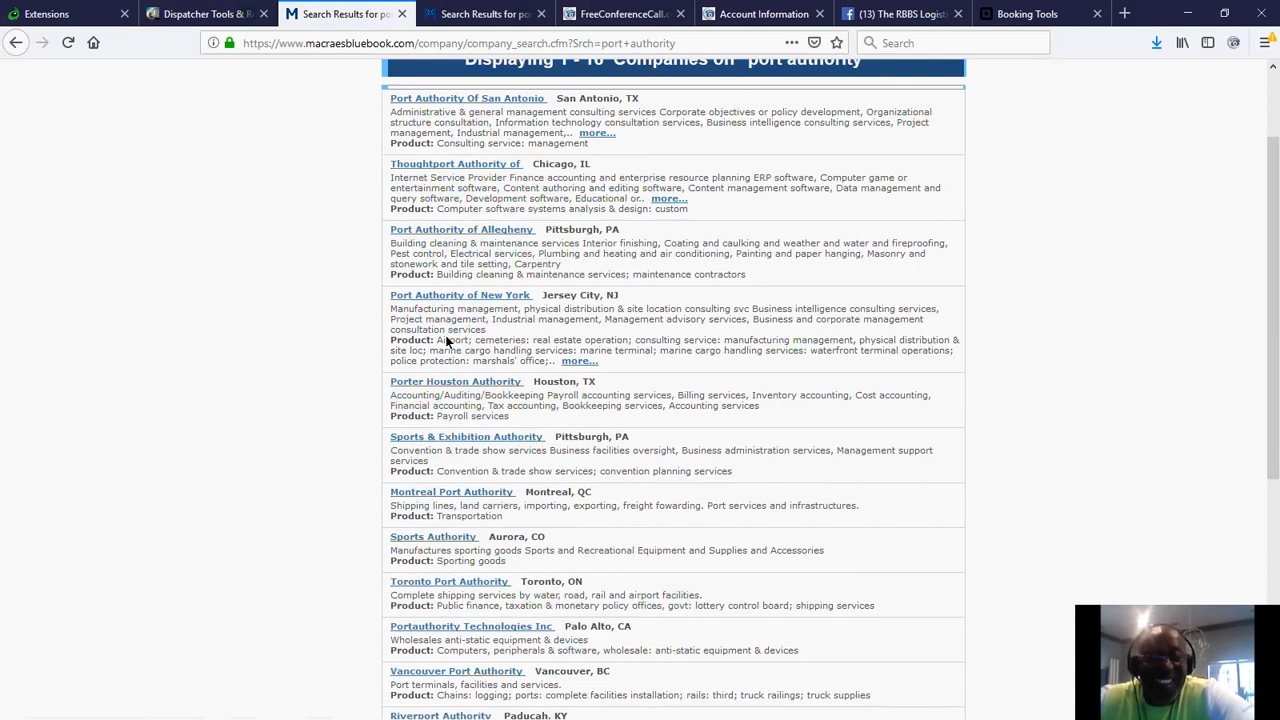 Extensions
Dispatcher Tools & R
Search Results for po
Search Results for po
FreeConferenceCall.c
Account Information
(13) The RBBS Logist
Booking Tools
https://www.macraesbluebook.com/company/company_search.cfm?Srch=port+authority
Search
Displaying 1 - 16 Companies on "port authority"
Port Authority Of San Antonio San Antonio, TX
Administrative & general management consulting services Corporate objectives or policy development, Organizational
structure consultation, Information technology consultation services, Business intelligence consulting services, Project
management, Industrial management,.. more...
Product: Consulting service: management
Thoughtport Authority of Chicago, IL
Internet Service Provider Finance accounting and enterprise resource planning ERP software, Computer game or
entertainment software, Content authoring and editing software, Content management software, Data management and
query software, Development software, Educational or.. more...
Product: Computer software systems analysis & design: custom
Port Authority of Allegheny Pittsburgh, PA
Building cleaning & maintenance services Interior finishing, Coating and caulking and weather and water and fireproofing,
Pest control, Electrical services, Plumbing and heating and air conditioning, Painting and paper hanging, Masonry and
stonework and tile setting, Carpentry
Product: Building cleaning & maintenance services; maintenance contractors
Port Authority of New York Jersey City, NJ
Manufacturing management, physical distribution & site location consulting svc Business intelligence consulting services,
Project management, Industrial management, Management advisory services, Business and corporate management
consultation services
Product: Airport; cemeteries: real estate operation; consulting service: manufacturing management, physical distribution &
site loc; marine cargo handling services: marine terminal; marine cargo handling services: waterfront terminal operations;
police protection: marshals' office;.. more...
Porter Houston Authority Houston, TX
Accounting/Auditing/Bookkeeping Payroll accounting services, Billing services, Inventory accounting, Cost accounting,
Financial accounting, Tax accounting, Bookkeeping services, Accounting services
Product: Payroll services
Sports & Exhibition Authority Pittsburgh, PA
Convention & trade show services Business facilities oversight, Business administration services, Management support
services
Product: Convention & trade show services; convention planning services
Montreal Port Authority Montreal, QC
Shipping lines, land carriers, importing, exporting, freight fowarding. Port services and infrastructures.
Product: Transportation
Sports Authority Aurora, CO
Manufactures sporting goods Sports and Recreational Equipment and Supplies and Accessories
Product: Sporting goods
Toronto Port Authority Toronto, ON
Complete shipping services by water, road, rail and airport facilities.
Product: Public finance, taxation & monetary policy offices, govt: lottery control board; shipping services
Portauthority Technologies Inc Palo Alto, CA
Wholesales anti-static equipment & devices
Product: Computers, peripherals & software, wholesale: anti-static equipment & devices
Vancouver Port Authority Vancouver, BC
Port terminals, facilities and services.
Product: Chains: logging; ports: complete facilities installation; rails: third; truck railings; truck supplies
Riverport Authority Paducah, KY